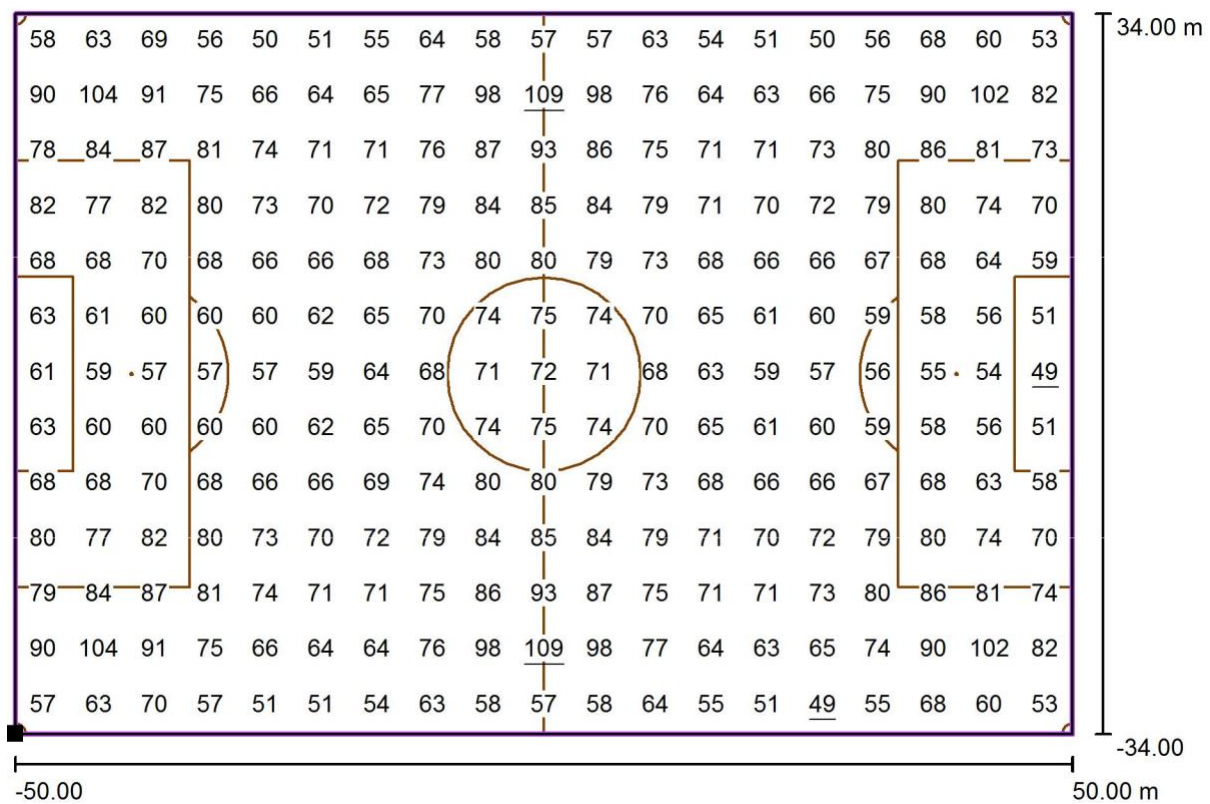 34.00 m
58 63 69 56 50 51 55 64 58 57 57 63 54 51 50 56 68 60 53
90 104 91 75 66 64 65 77 98 109 98 76 64 63 66 75 90 102 82
78 84 87 81 74 71 71 76 87 93 86 75 71 71 73 80 86 81 73
82 77 82 80 73 70 72 79 84 85 84 79 71 70 72 79 80 74 70
68 68 70 68 66 66 68 73 80 80 79 73 68 66 66 67 68 64 59
63 61 60 60 60 62 65 70 74 75 74 70 65 61 60 59 58 56 51
61 59 57 57 57 59 64 68 71 72 71 68 63 59 57 56 55 54 49
63 60 60 60 60 62 65 70 74 75 74 70 65 61 60 59 58 56 51
68 68 70 68 66 66 69 74 80 80 79 73 68 66 66 67 68 63 58
80 77 82 80 73 70 72 79 84 85 84 79 71 70 72 79 80 74 70
79 84 87 81 74 71 71 75 86 93 87 75 71 71 73 80 86 81 74
90 104 91 75 66 64 64 76 98 109 98 77 64 63 65 74 90 102 82
57 63 70 57 51 51 54 63 58 57 58 64 55 51 49 55 68 60 53
-34.00
-50.00 50.00 m